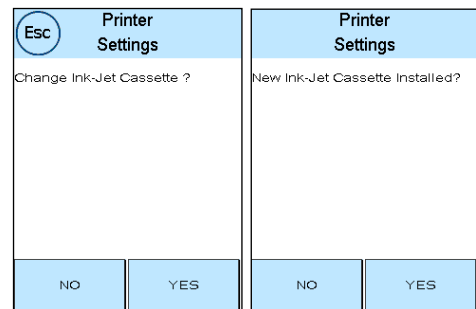 Esc
Printer
Settings
Change Ink-Jet Cassette ?
NO
YES
Printer
Settings
New Ink-Jet Cassette Installed?
NO
YES